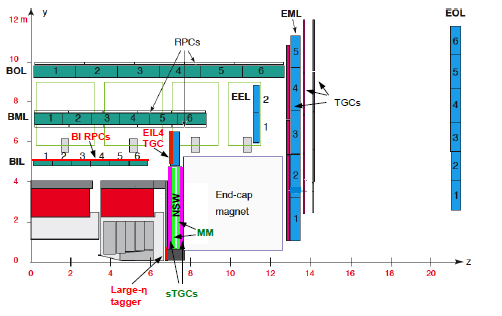 12 m
y
EML
EOL
RPCs
BOL
1 2 3 4 5 6
10
8
EEL
2
1
TGCs
BML
1 2 3 4 5 6
BI RPCs
EIL4
TGC
6
BIL
1 2 3 4 5 6
5
4
3
2
1
6
5
4
3
2
1
4
2
0
NSW
MM
End-cap
magnet
0 2 4 6 8 10 12 14 16 18 20
z
Large-η
tagger
sTGCs